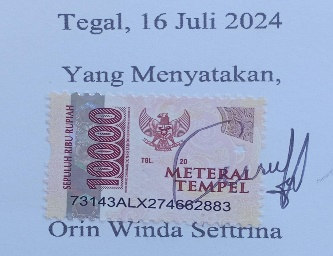 Tegal, 16 Juli 2024
Yang Menyatakan,
SEPULUH RIBU RUPIAH
10000
TGL. 20
METERAI
TEMPEL
73143ALX274662883
Orin Winda Seftrina